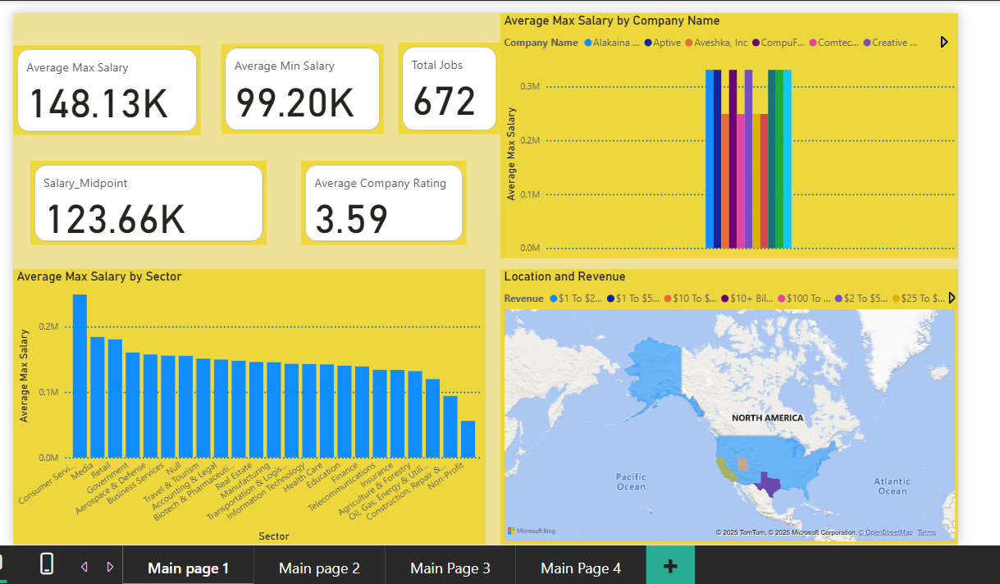 Average Max Salary
148.13K
Average Min Salary
99.20K
Total Jobs
672
Salary_Midpoint
123.66K
Average Company Rating
3.59
Average Max Salary by Company Name
Company Name Alakaina ... Aptive Aveshka, Inc CompuF... Comtec... Creative ...
Average Max Salary
0.3M
0.2M
0.1M
0.0M
Average Max Salary by Sector
Average Max Salary
0.2M
0.1M
0.0M
Consumer Servi...
Media
Retail
Government
Aerospace & Defense
Business Services
Null
Travel & Tourism
Accounting & Legal
Biotech & Pharmaceuti...
Real Estate
Manufacturing
Transportation & Logis...
Information Technology
Health Care
Education
Finance
Telecommunications
Insurance
Agriculture & Forestry
Oil, Gas, Energy & Utili...
Construction, Repair &...
Non-Profit
Sector
Location and Revenue
Revenue $1 To $2... $1 To $5... $10 To $... $10+ Bil... $100 To ... $2 To $5... $25 To $...
NORTH AMERICA
Pacific
Ocean
Atlantic
Ocean
Microsoft Bing
© 2025 TomTom, © 2025 Microsoft Corporation, © OpenStreetMap Terms
Main page 1
Main page 2
Main Page 3
Main Page 4
+